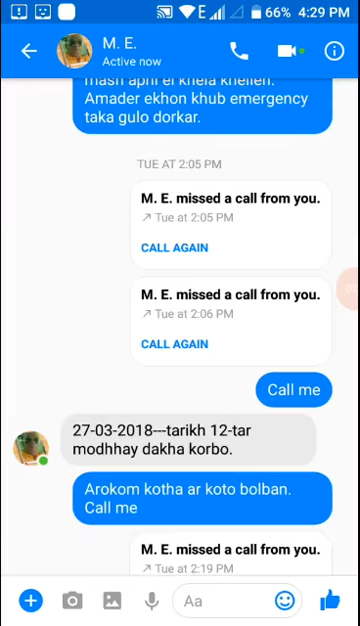 66% 4:29 PM
M. E.
Active now
mash aphi ei khela khellen.
Amader ekhon khub emergency
taka gulo dorkar.
TUE AT 2:05 PM
M. E. missed a call from you.
Tue at 2:05 PM
CALL AGAIN
M. E. missed a call from you.
Tue at 2:06 PM
CALL AGAIN
Call me
27-03-2018---tarikh 12-tar
modhhay dakha korbo.
Arokom kotha ar koto bolban.
Call me
M. E. missed a call from you.
Tue at 2:19 PM
Aa